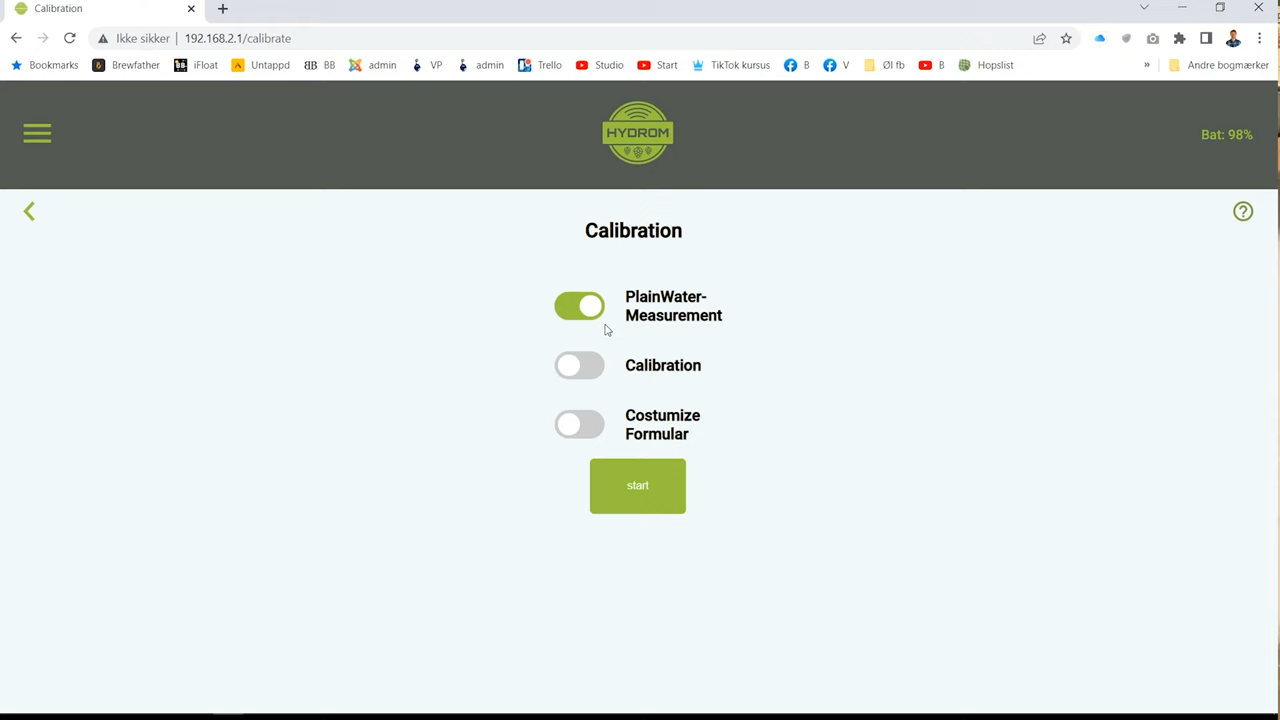 Calibration
Ikke sikker
192.168.2.1/calibrate
Bookmarks
Brewfather
iFloat
Untappd
BB
admin
VP
admin
Trello
Studio
Start
TikTok kursus
B
V
Øl fb
B
Hopslist
»
Andre bogmærker
HYDROM
Bat: 98%
Calibration
PlainWater-
Measurement
Calibration
Costumize
Formular
start